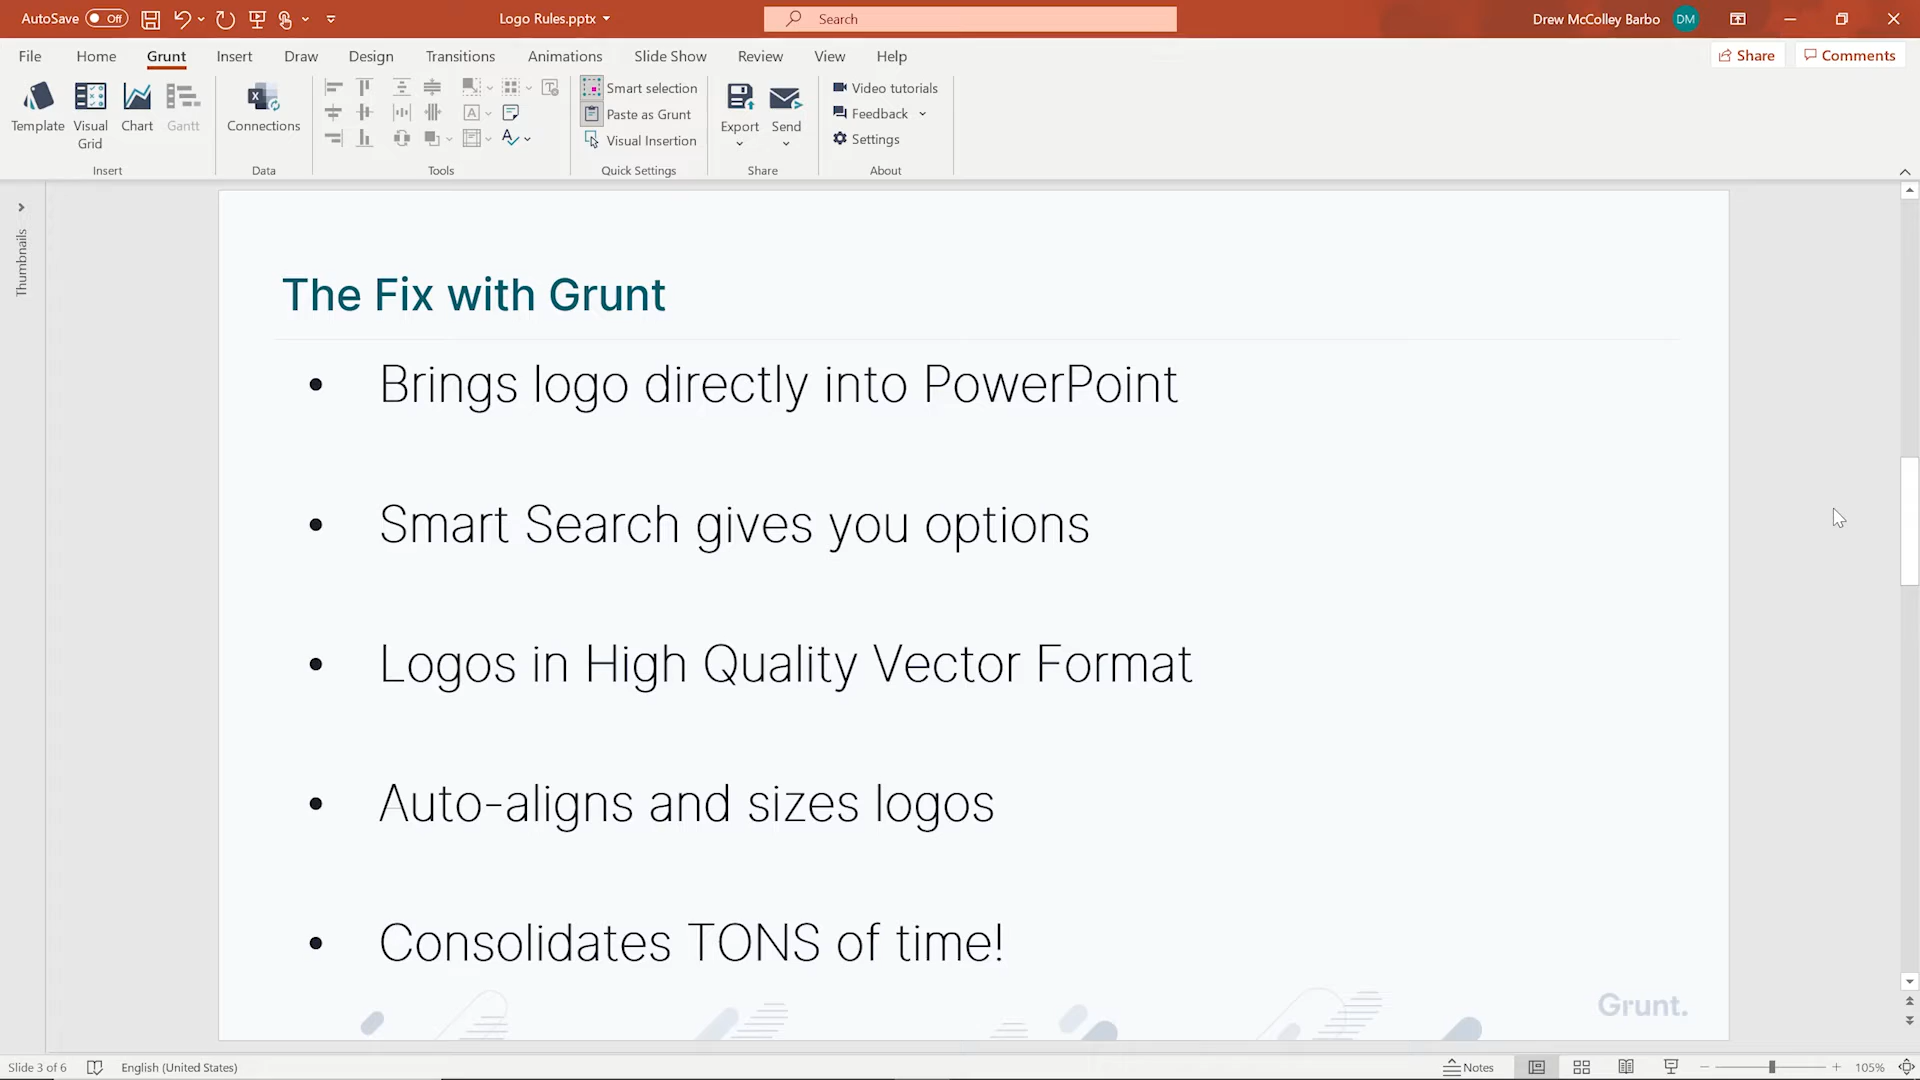 AutoSave Off Logo Rules.pptx Search Drew McColley Barbo DM
File Home Grunt Insert Draw Design Transitions Animations Slide Show Review View Help Share Comments
Template Visual Grid Chart Gantt
Insert
Connections
Data
Tools
Smart selection
Paste as Grunt
Visual Insertion
Quick Settings
Export Send
Share
Video tutorials
Feedback
Settings
About
Thumbnails
The Fix with Grunt
• Brings logo directly into PowerPoint
• Smart Search gives you options
• Logos in High Quality Vector Format
• Auto-aligns and sizes logos
• Consolidates TONS of time!
Grunt.
Slide 3 of 6 English (United States) Notes 105%